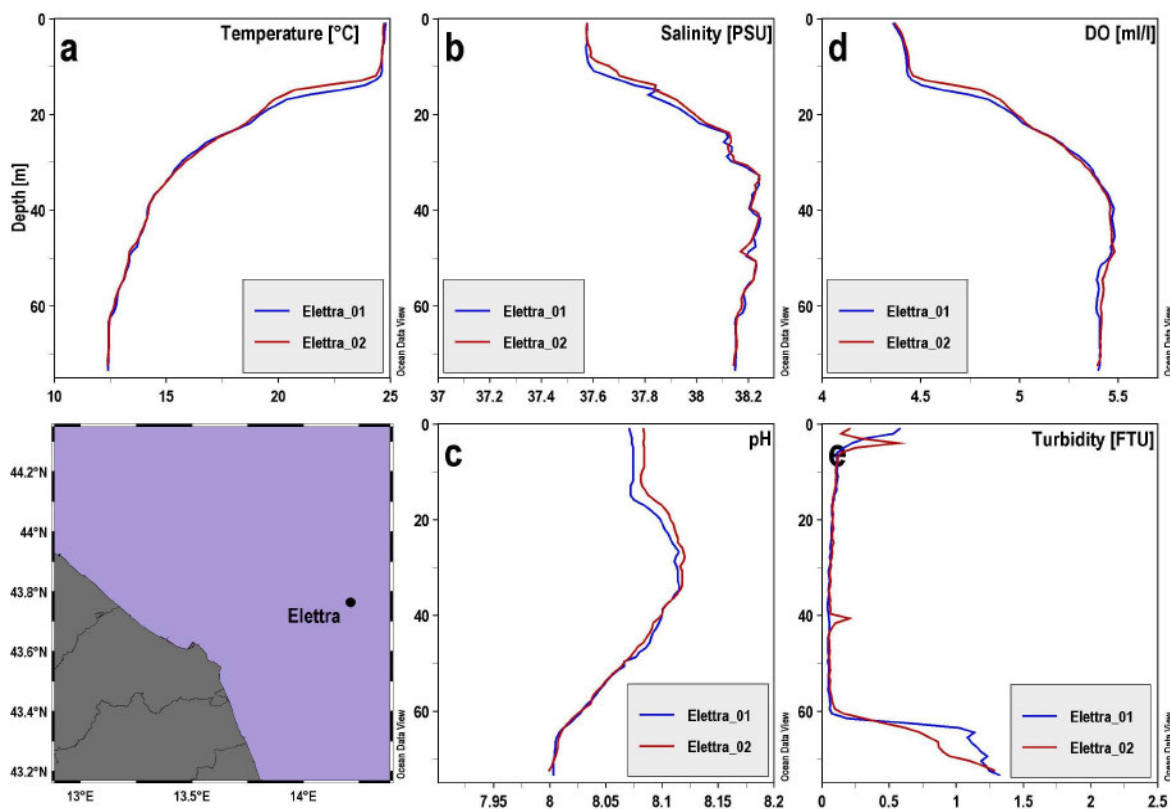 a
Temperature [°C]
0
20
40
60
Depth [m]
Elettra_01
Elettra_02
Ocean Data View
10 15 20 25
b
Salinity [PSU]
0
20
40
60
Elettra_01
Elettra_02
Ocean Data View
37 37.2 37.4 37.6 37.8 38 38.2
d
DO [ml/l]
0
20
40
60
Elettra_01
Elettra_02
Ocean Data View
4 4.5 5 5.5
44.2°N
44°N
43.8°N
43.6°N
43.4°N
43.2°N
Elettra
Ocean Data View
13°E 13.5°E 14°E
c
pH
0
20
40
60
Elettra_01
Elettra_02
Ocean Data View
7.95 8 8.05 8.1 8.15 8.2
e
Turbidity [FTU]
0
20
40
60
Elettra_01
Elettra_02
Ocean Data View
0 0.5 1 1.5 2 2.5